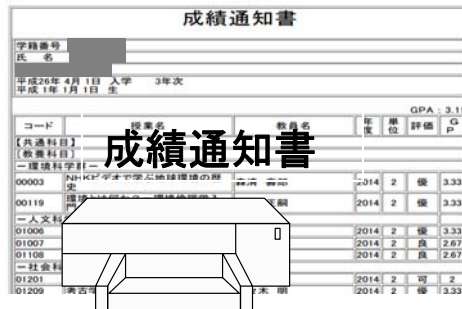 成績通知書
学籍番号
氏 名
平成26年 4月 1日 入学 3年次
平成 1年 1月 1日 生
GPA : 3.1
コード 授業名 教員名 年度 単位 評価 GP
【共通科目】
[教養科目]
成績通知書
－環境科学群－
00003 NHKビデオで学ぶ地球環境の歴史 2014 2 優 3.33
00119 2014 2 優 3.33
－人文科
01006 2014 2 優 3.33
01007 2014 2 良 2.67
01108 2014 2 良 2.67
－社会科
01201 2014 2 可 2
01209 考古学 木 明 2014 2 優 3.33